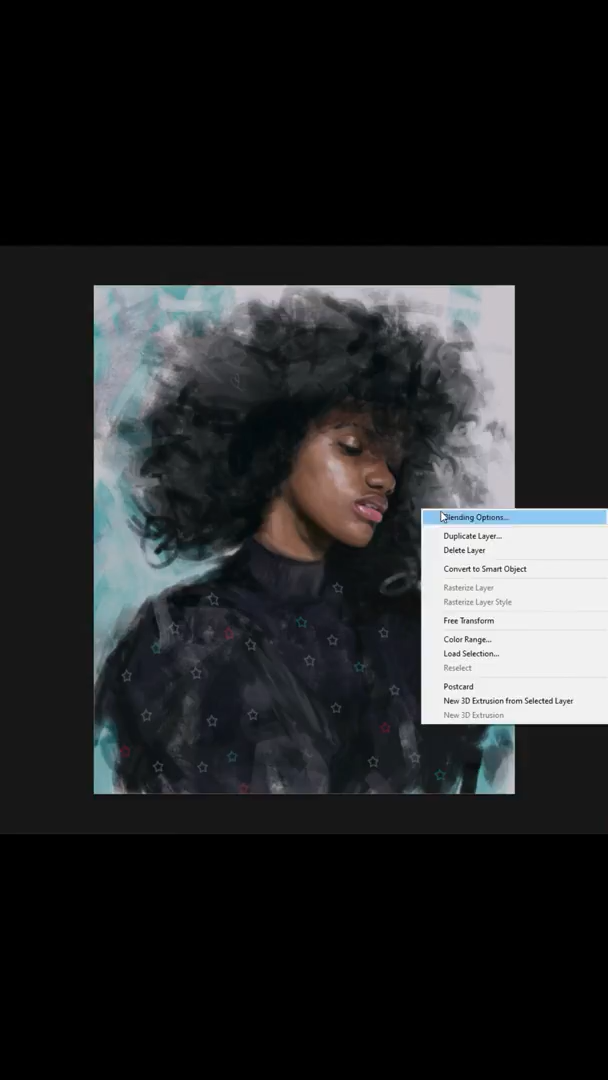 Blending Options...
Duplicate Layer...
Delete Layer
Convert to Smart Object
Rasterize Layer
Rasterize Layer Style
Free Transform
Color Range...
Load Selection...
Reselect
Postcard
New 3D Extrusion from Selected Layer
New 3D Extrusion